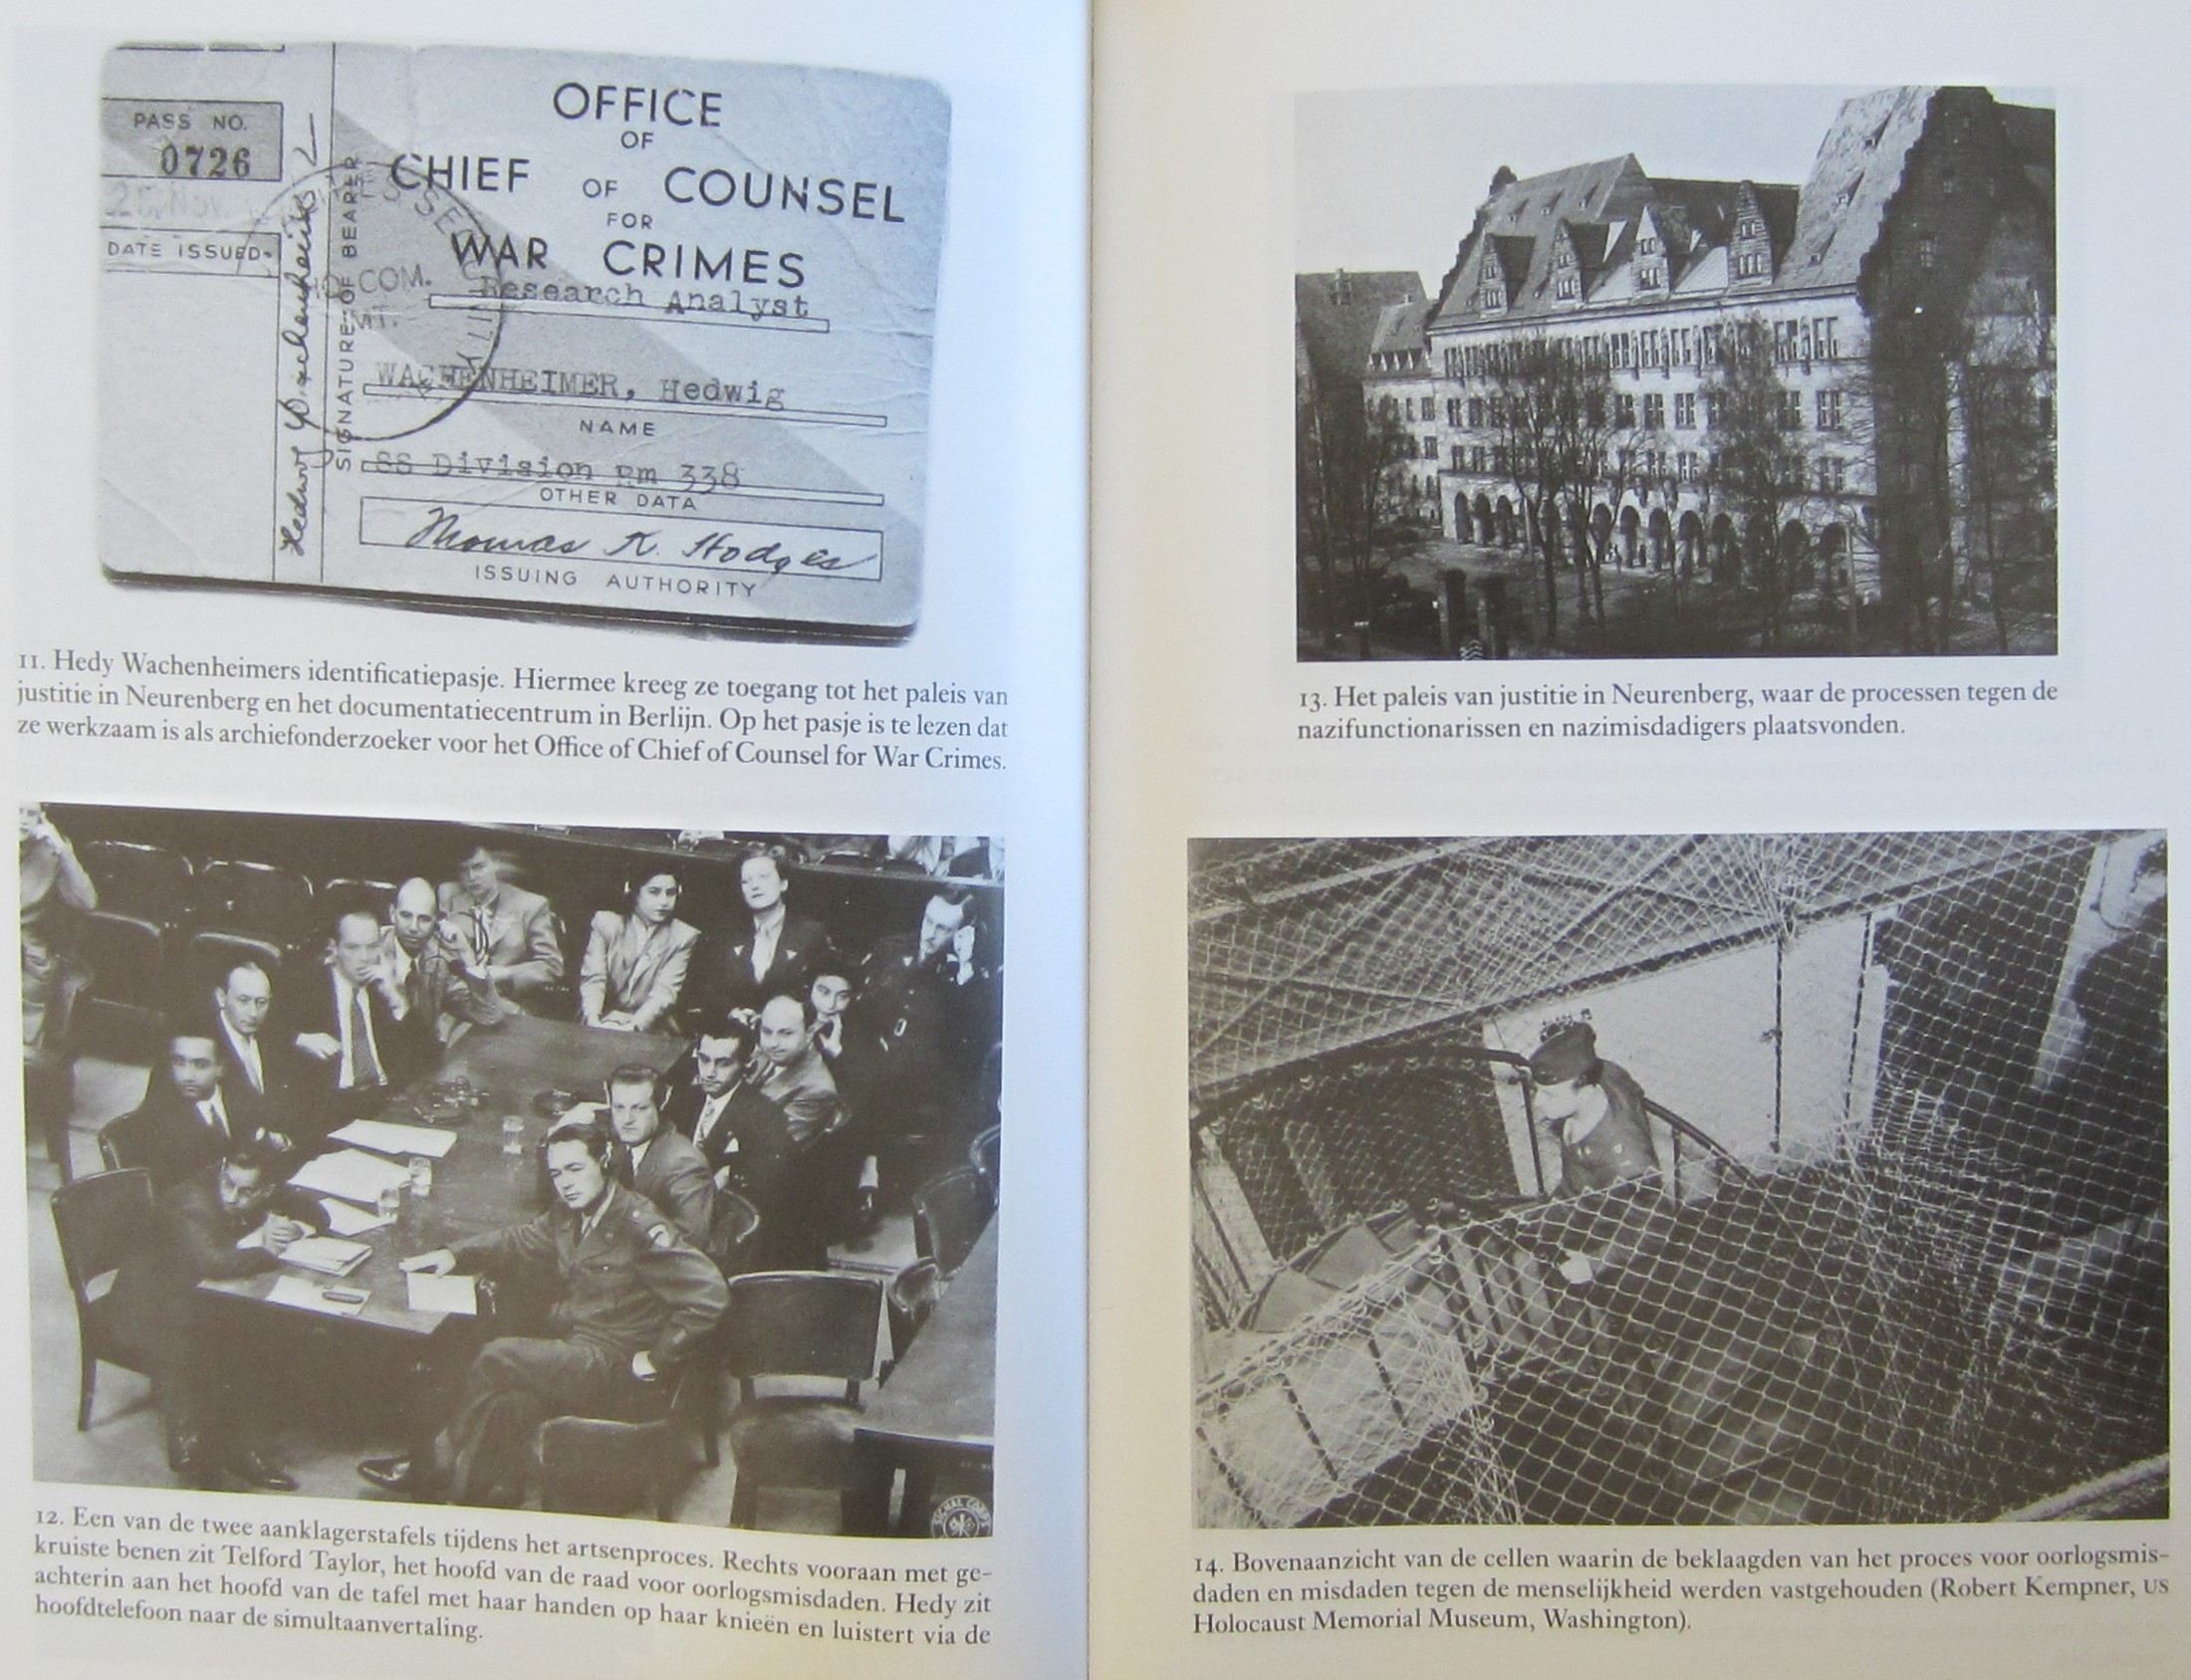 PASS NO.
0726
DATE ISSUED
Hedwig Wachenheimer
SIGNATURE OF BEARER
OFFICE
OF
CHIEF OF COUNSEL
FOR
WAR CRIMES
Research Analyst
WACHENHEIMER, Hedwig
NAME
SS Division Rm 338
OTHER DATA
Thomas K. Hodges
ISSUING AUTHORITY
11. Hedy Wachenheimers identificatiepasje. Hiermee kreeg ze toegang tot het paleis van
justitie in Neurenberg en het documentatiecentrum in Berlijn. Op het pasje is te lezen dat
ze werkzaam is als archiefonderzoeker voor het Office of Chief of Counsel for War Crimes.
SIGNAL CORPS
12. Een van de twee aanklagerstafels tijdens het artsenproces. Rechts vooraan met ge-
kruiste benen zit Telford Taylor, het hoofd van de raad voor oorlogsmisdaden. Hedy zit
achterin aan het hoofd van de tafel met haar handen op haar knieën en luistert via de
hoofdtelefoon naar de simultaanvertaling.
13. Het paleis van justitie in Neurenberg, waar de processen tegen de
nazifunctionarissen en nazimisdadigers plaatsvonden.
14. Bovenaanzicht van de cellen waarin de beklaagden van het proces voor oorlogsmis-
daden en misdaden tegen de menselijkheid werden vastgehouden (Robert Kempner, US
Holocaust Memorial Museum, Washington).